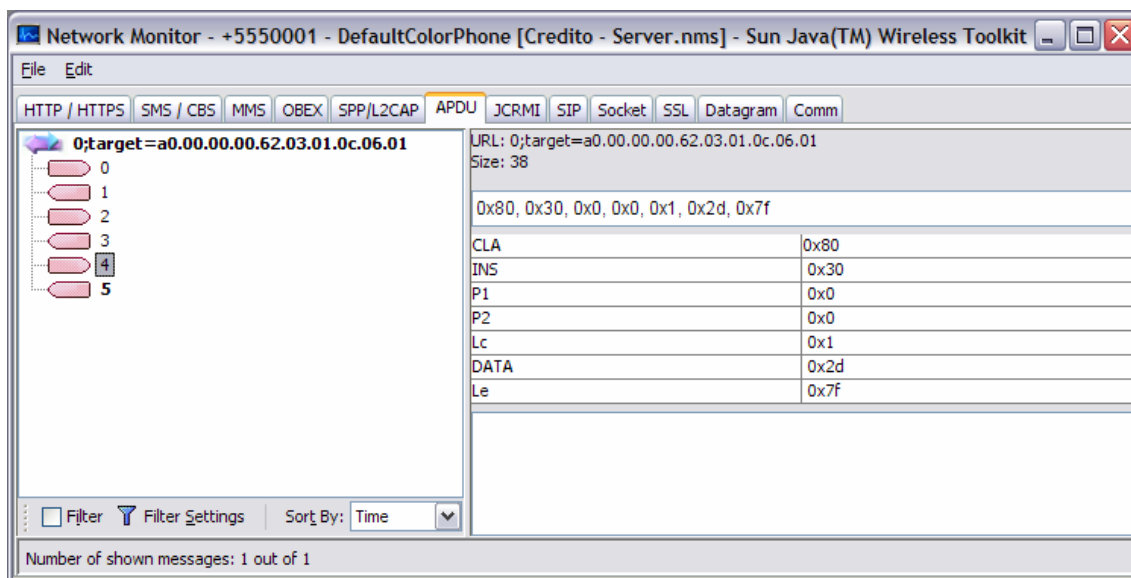 Network Monitor - +5550001 - DefaultColorPhone [Credito - Server.nms] - Sun Java(TM) Wireless Toolkit
File Edit
HTTP / HTTPS SMS / CBS MMS OBEX SPP/L2CAP APDU JCRMI SIP Socket SSL Datagram Comm
0;target=a0.00.00.00.62.03.01.0c.06.01
0
1
2
3
4
5
URL: 0;target=a0.00.00.00.62.03.01.0c.06.01
Size: 38
0x80, 0x30, 0x0, 0x0, 0x1, 0x2d, 0x7f
CLA 0x80
INS 0x30
P1 0x0
P2 0x0
Lc 0x1
DATA 0x2d
Le 0x7f
Filter Filter Settings Sort By: Time
Number of shown messages: 1 out of 1